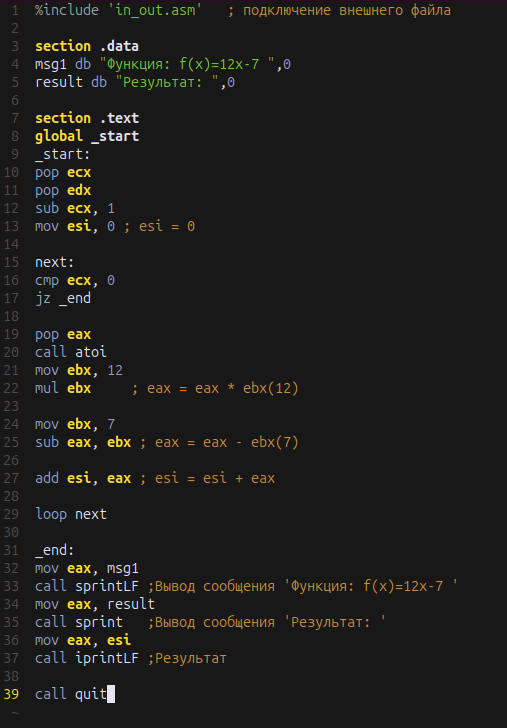 1 %include 'in_out.asm' ; подключение внешнего файла
2
3 section .data
4 msg1 db "Функция: f(x)=12x-7 ",0
5 result db "Результат: ",0
6
7 section .text
8 global _start
9 _start:
10 pop ecx
11 pop edx
12 sub ecx, 1
13 mov esi, 0 ; esi = 0
14
15 next:
16 cmp ecx, 0
17 jz _end
18
19 pop eax
20 call atoi
21 mov ebx, 12
22 mul ebx ; eax = eax * ebx(12)
23
24 mov ebx, 7
25 sub eax, ebx ; eax = eax - ebx(7)
26
27 add esi, eax ; esi = esi + eax
28
29 loop next
30
31 _end:
32 mov eax, msg1
33 call sprintLF ;Вывод сообщения 'Функция: f(x)=12x-7 '
34 mov eax, result
35 call sprint ;Вывод сообщения 'Результат: '
36 mov eax, esi
37 call iprintLF ;Результат
38
39 call quit
~